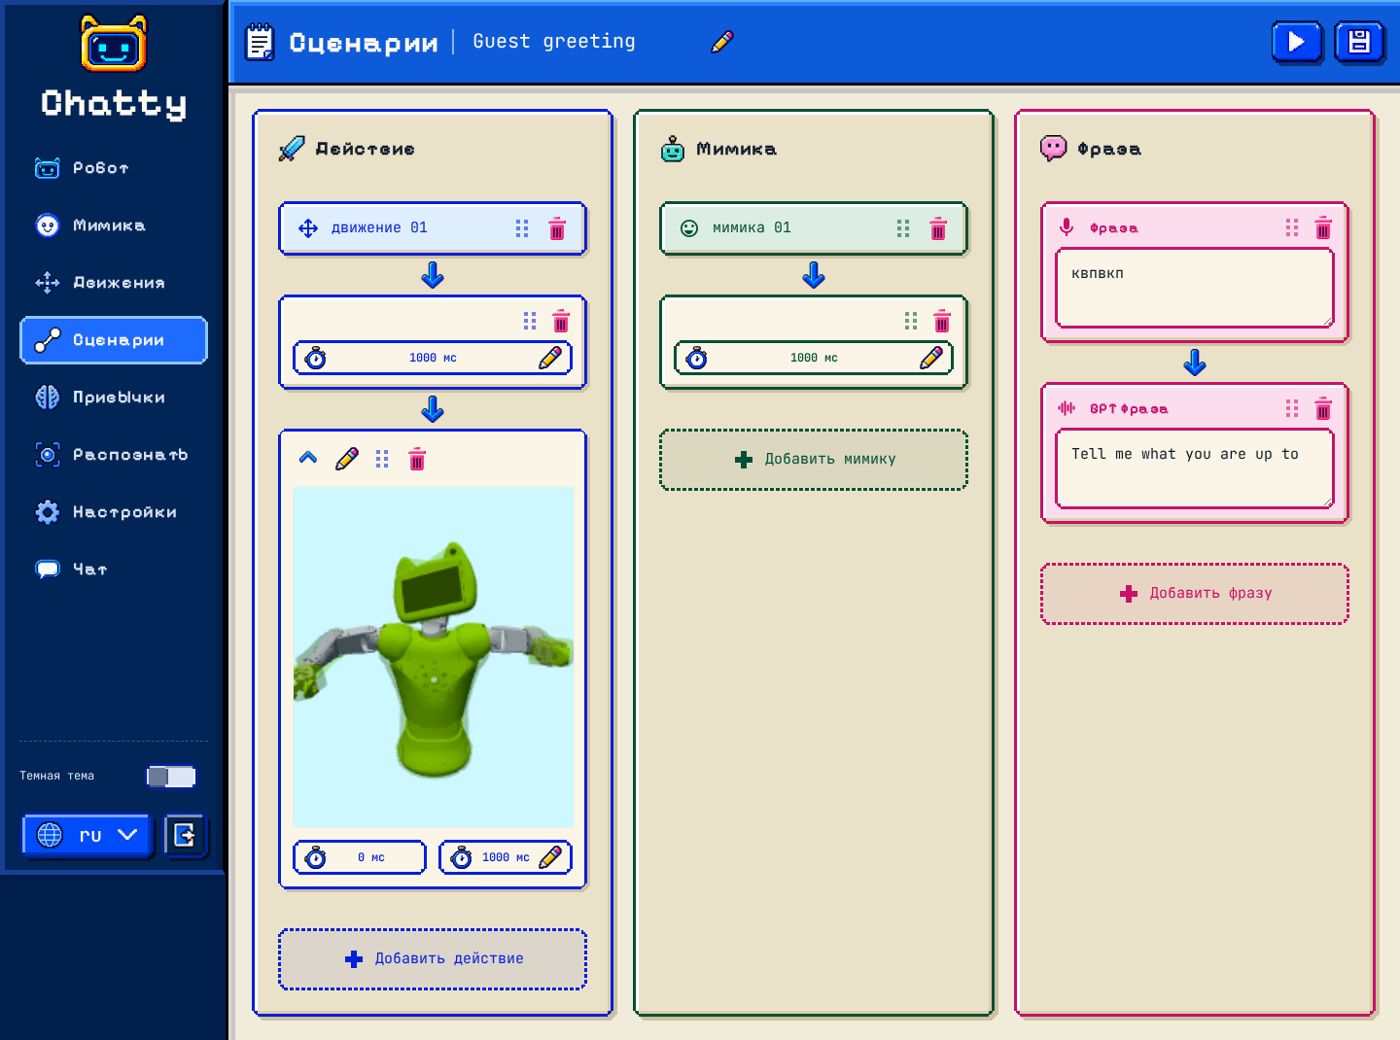 Chatty
Робот
Мимика
Движения
Сценарии
Привычки
Распознать
Настройки
Чат
Темная тема
ru
Сценарии
Guest greeting
Действие
движение 01
1000 мс
0 мс
1000 мс
Добавить действие
Мимика
мимика 01
1000 мс
Добавить мимику
Фраза
Фраза
квпвкп
GPT Фраза
Tell me what you are up to
Добавить фразу